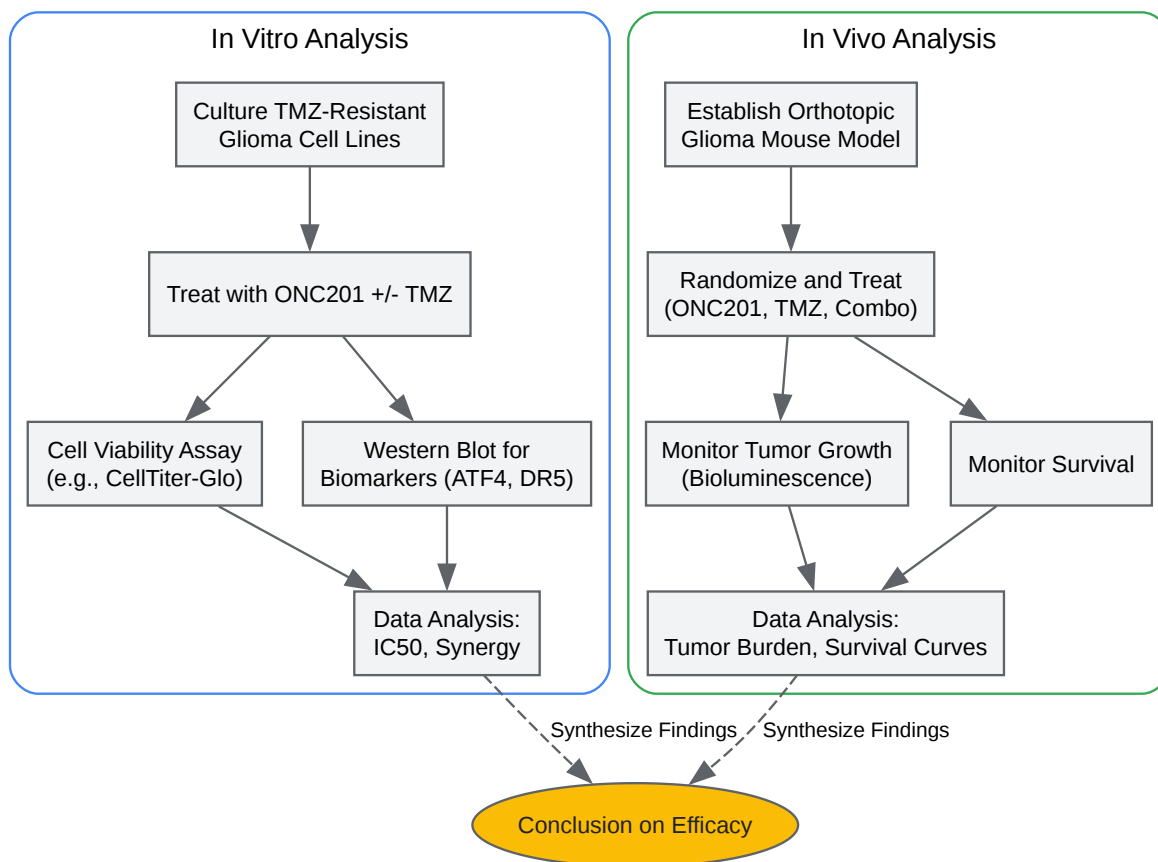 In Vitro Analysis
Culture TMZ-Resistant
Glioma Cell Lines
Treat with ONC201 +/- TMZ
Cell Viability Assay
(e.g., CellTiter-Glo)
Western Blot for
Biomarkers (ATF4, DR5)
Data Analysis:
IC50, Synergy
In Vivo Analysis
Establish Orthotopic
Glioma Mouse Model
Randomize and Treat
(ONC201, TMZ, Combo)
Monitor Tumor Growth
(Bioluminescence)
Monitor Survival
Data Analysis:
Tumor Burden, Survival Curves
Synthesize Findings
Synthesize Findings
Conclusion on Efficacy